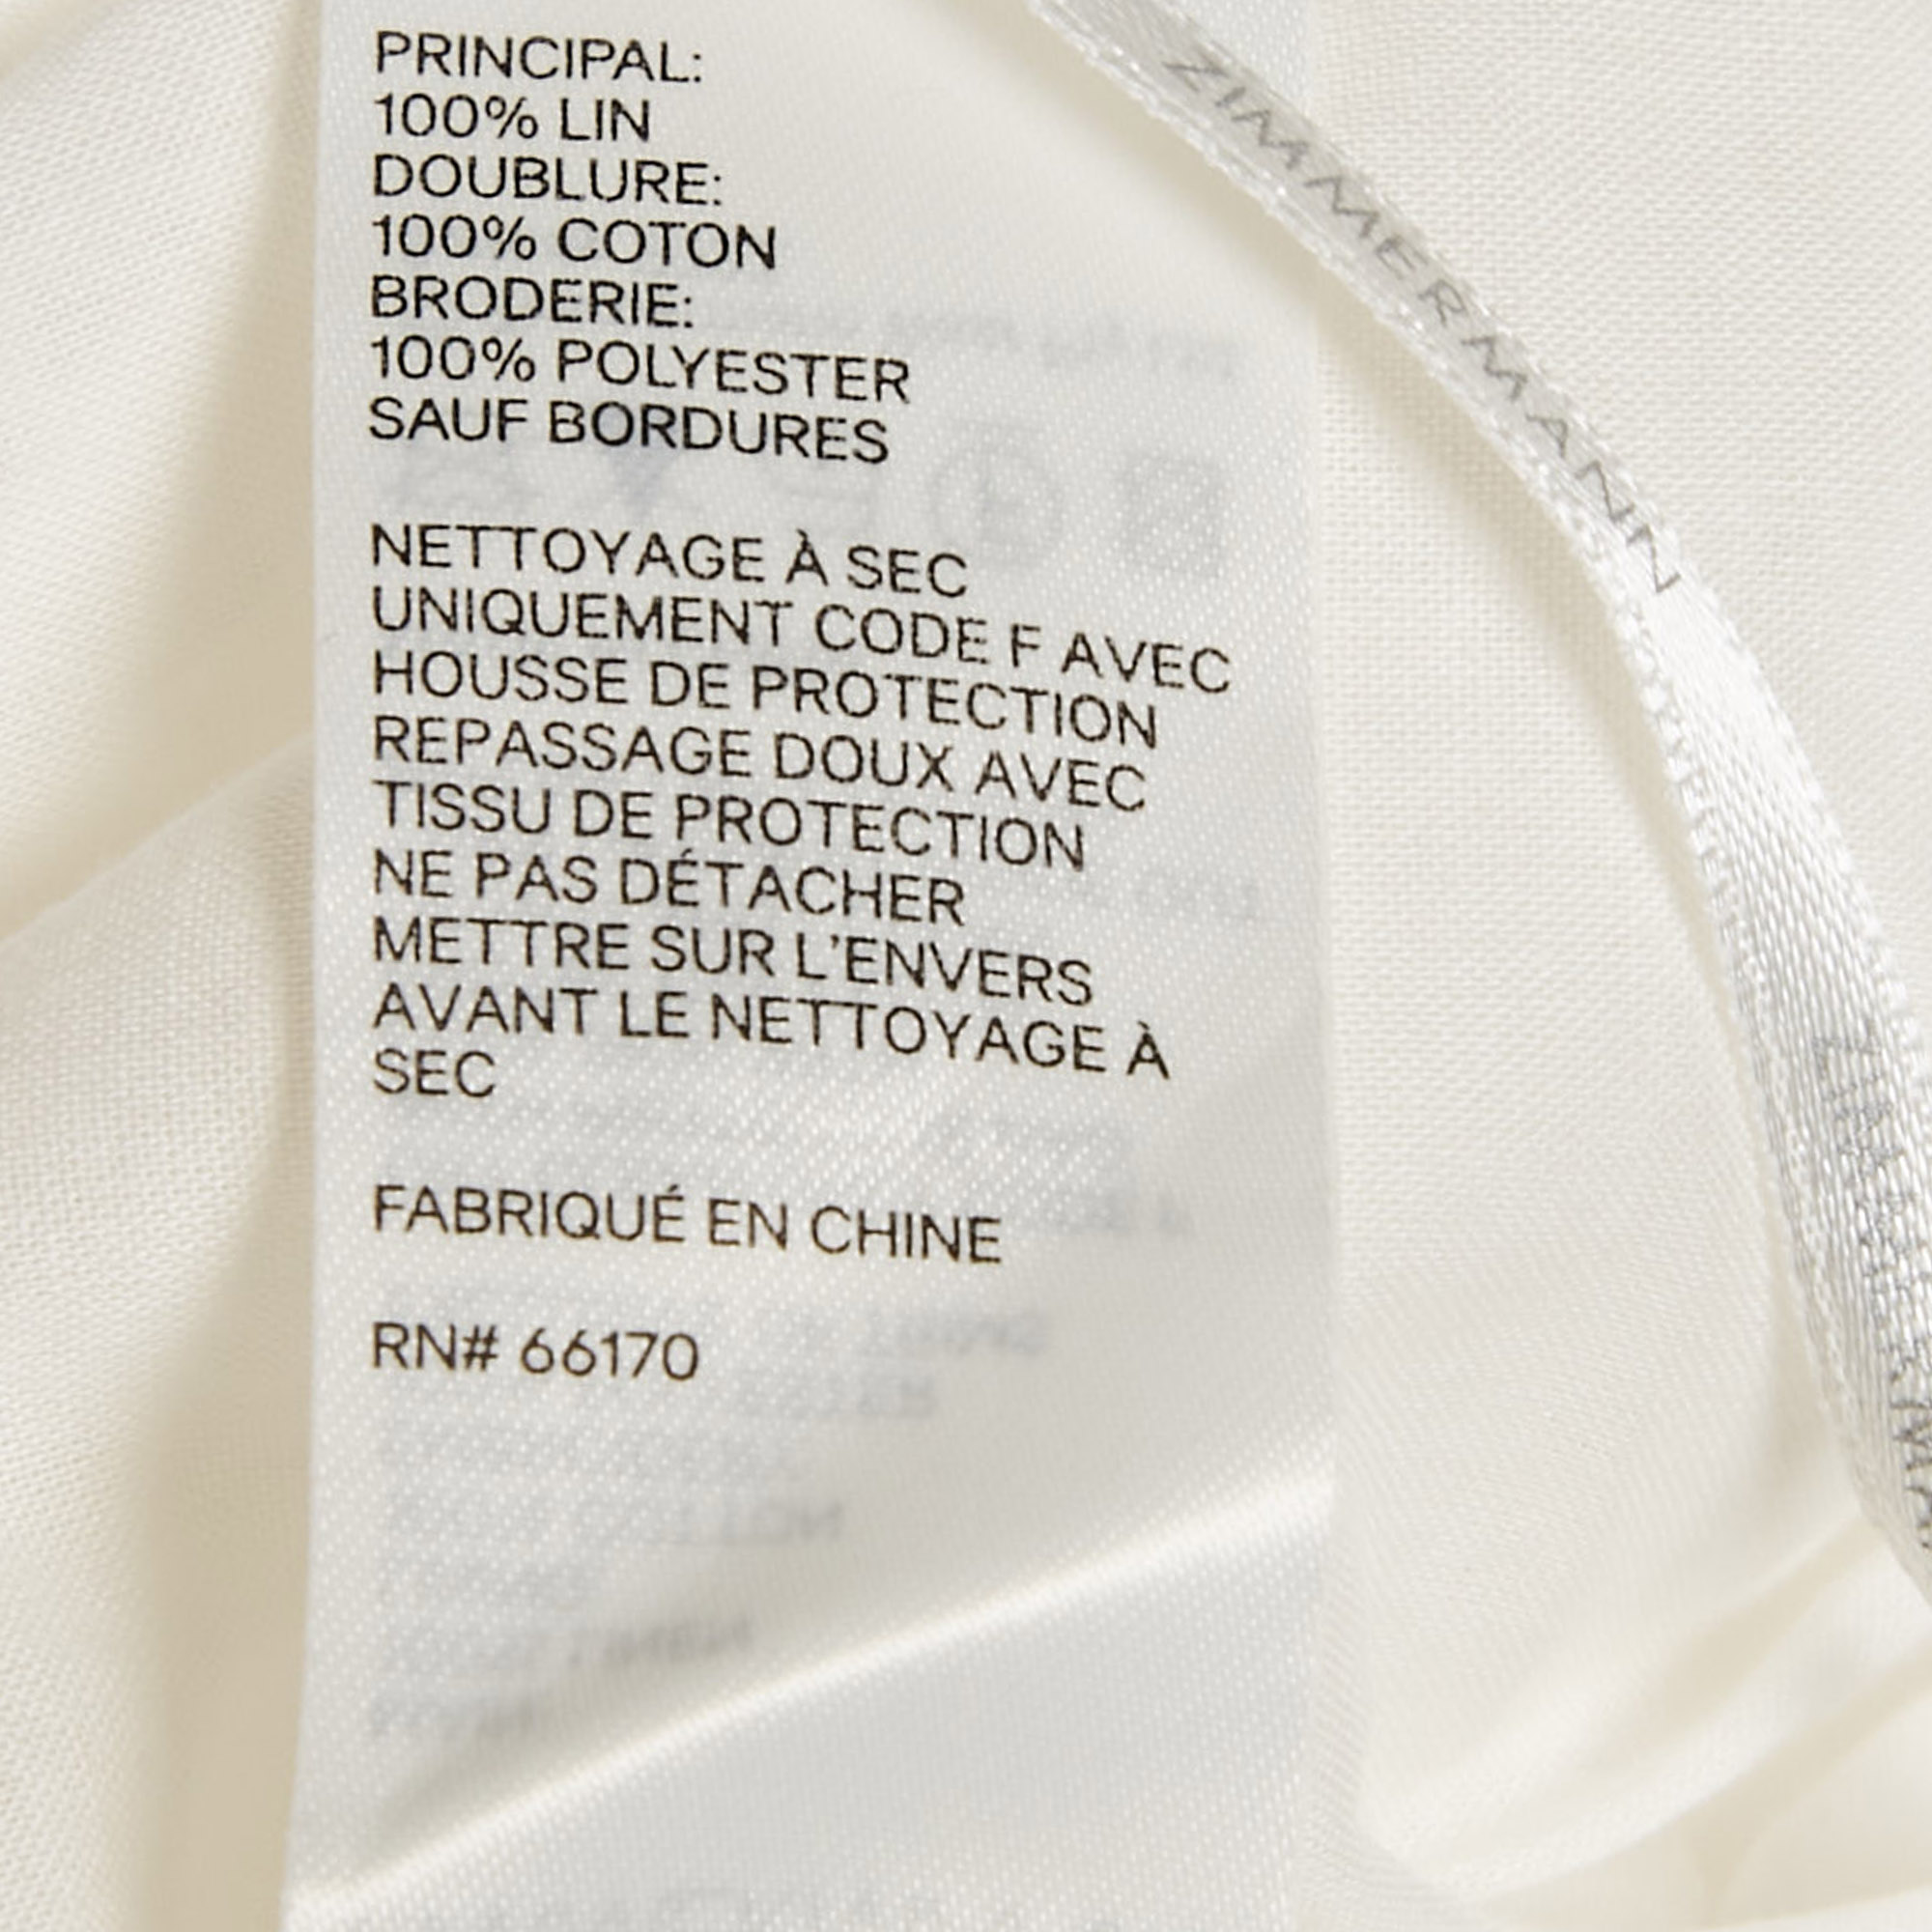 PRINCIPAL:
100% LIN
DOUBLURE:
100% COTON
BRODERIE:
100% POLYESTER
SAUF BORDURES
NETTOYAGE À SEC
UNIQUEMENT CODE F AVEC
HOUSSE DE PROTECTION
REPASSAGE DOUX AVEC
TISSU DE PROTECTION
NE PAS DÉTACHER
METTRE SUR L'ENVERS
AVANT LE NETTOYAGE À
SEC
FABRIQUÉ EN CHINE
RN# 66170
ZIMMERMANN